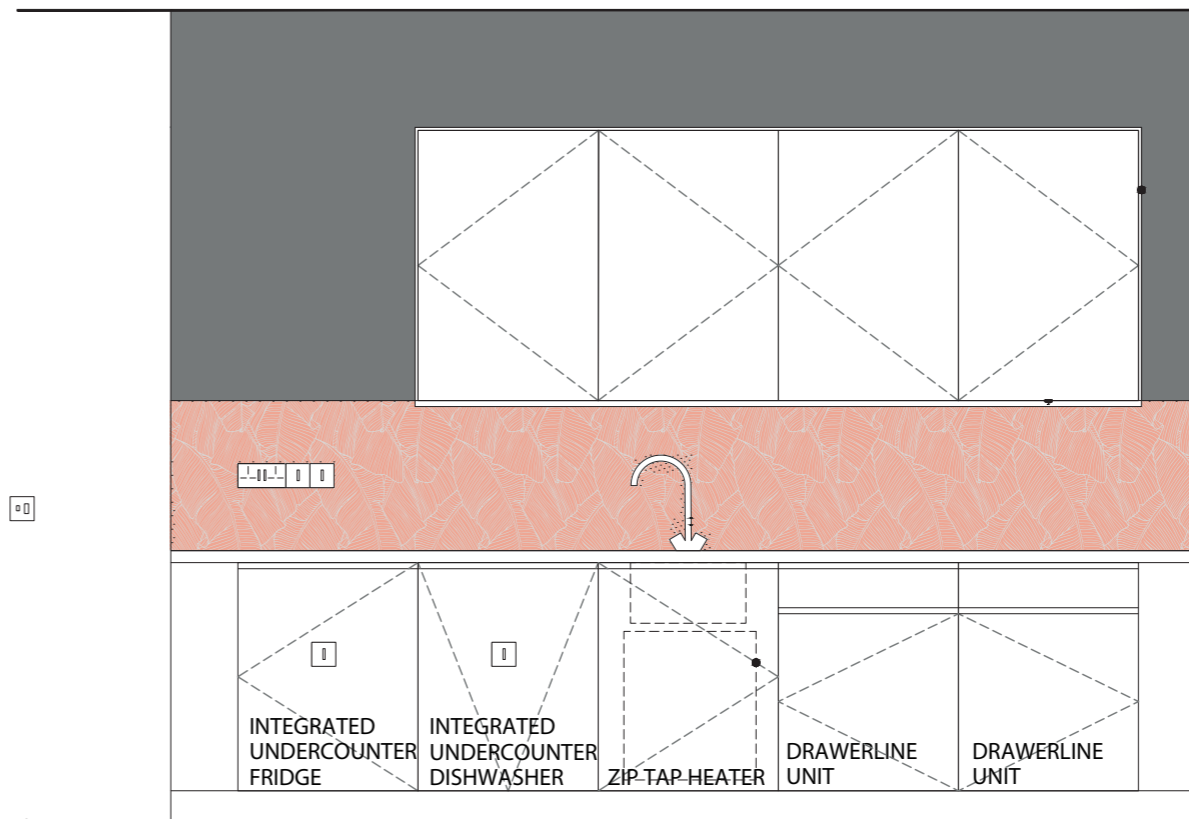 INTEGRATED
UNDERCOUNTER
FRIDGE
INTEGRATED
UNDERCOUNTER
DISHWASHER
ZIP TAP HEATER
DRAWERLINE
UNIT
DRAWERLINE
UNIT